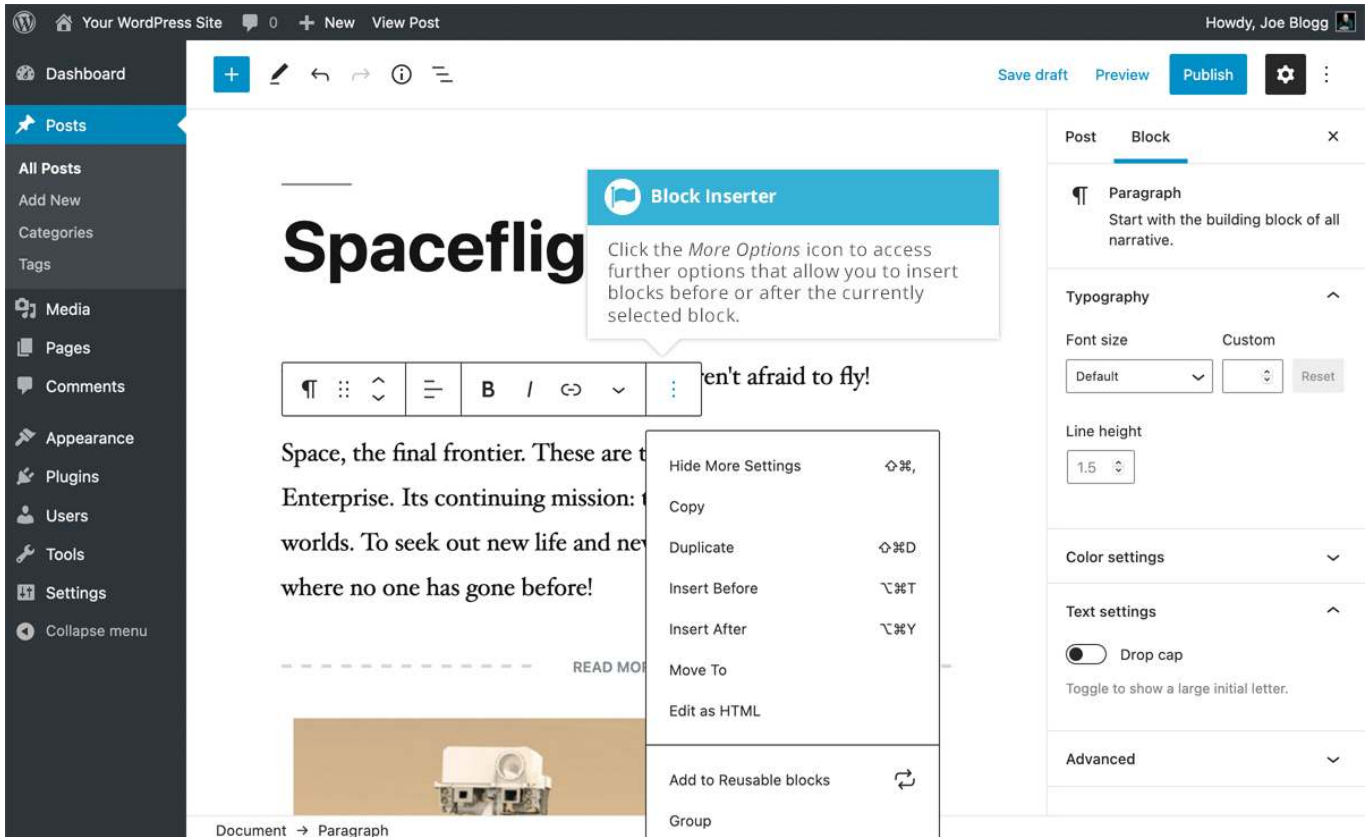 Your WordPress Site 0 + New View Post Howdy, Joe Blogg
Dashboard
Posts
All Posts
Add New
Categories
Tags
Media
Pages
Comments
Appearance
Plugins
Users
Tools
Settings
Collapse menu
Save draft Preview Publish
Spaceflig
Block Inserter
Click the More Options icon to access
further options that allow you to insert
blocks before or after the currently
selected block.
¶ B I
en't afraid to fly!
Space, the final frontier. These are t
Enterprise. Its continuing mission:
worlds. To seek out new life and ne
where no one has gone before!
READ MO
Hide More Settings ⇧⌘,
Copy
Duplicate ⇧⌘D
Insert Before ⌥⌘T
Insert After ⌥⌘Y
Move To
Edit as HTML
Add to Reusable blocks
Group
Document → Paragraph
Post Block ×
¶ Paragraph
Start with the building block of all
narrative.
Typography
Font size Custom
Default Reset
Line height
1.5
Color settings
Text settings
Drop cap
Toggle to show a large initial letter.
Advanced